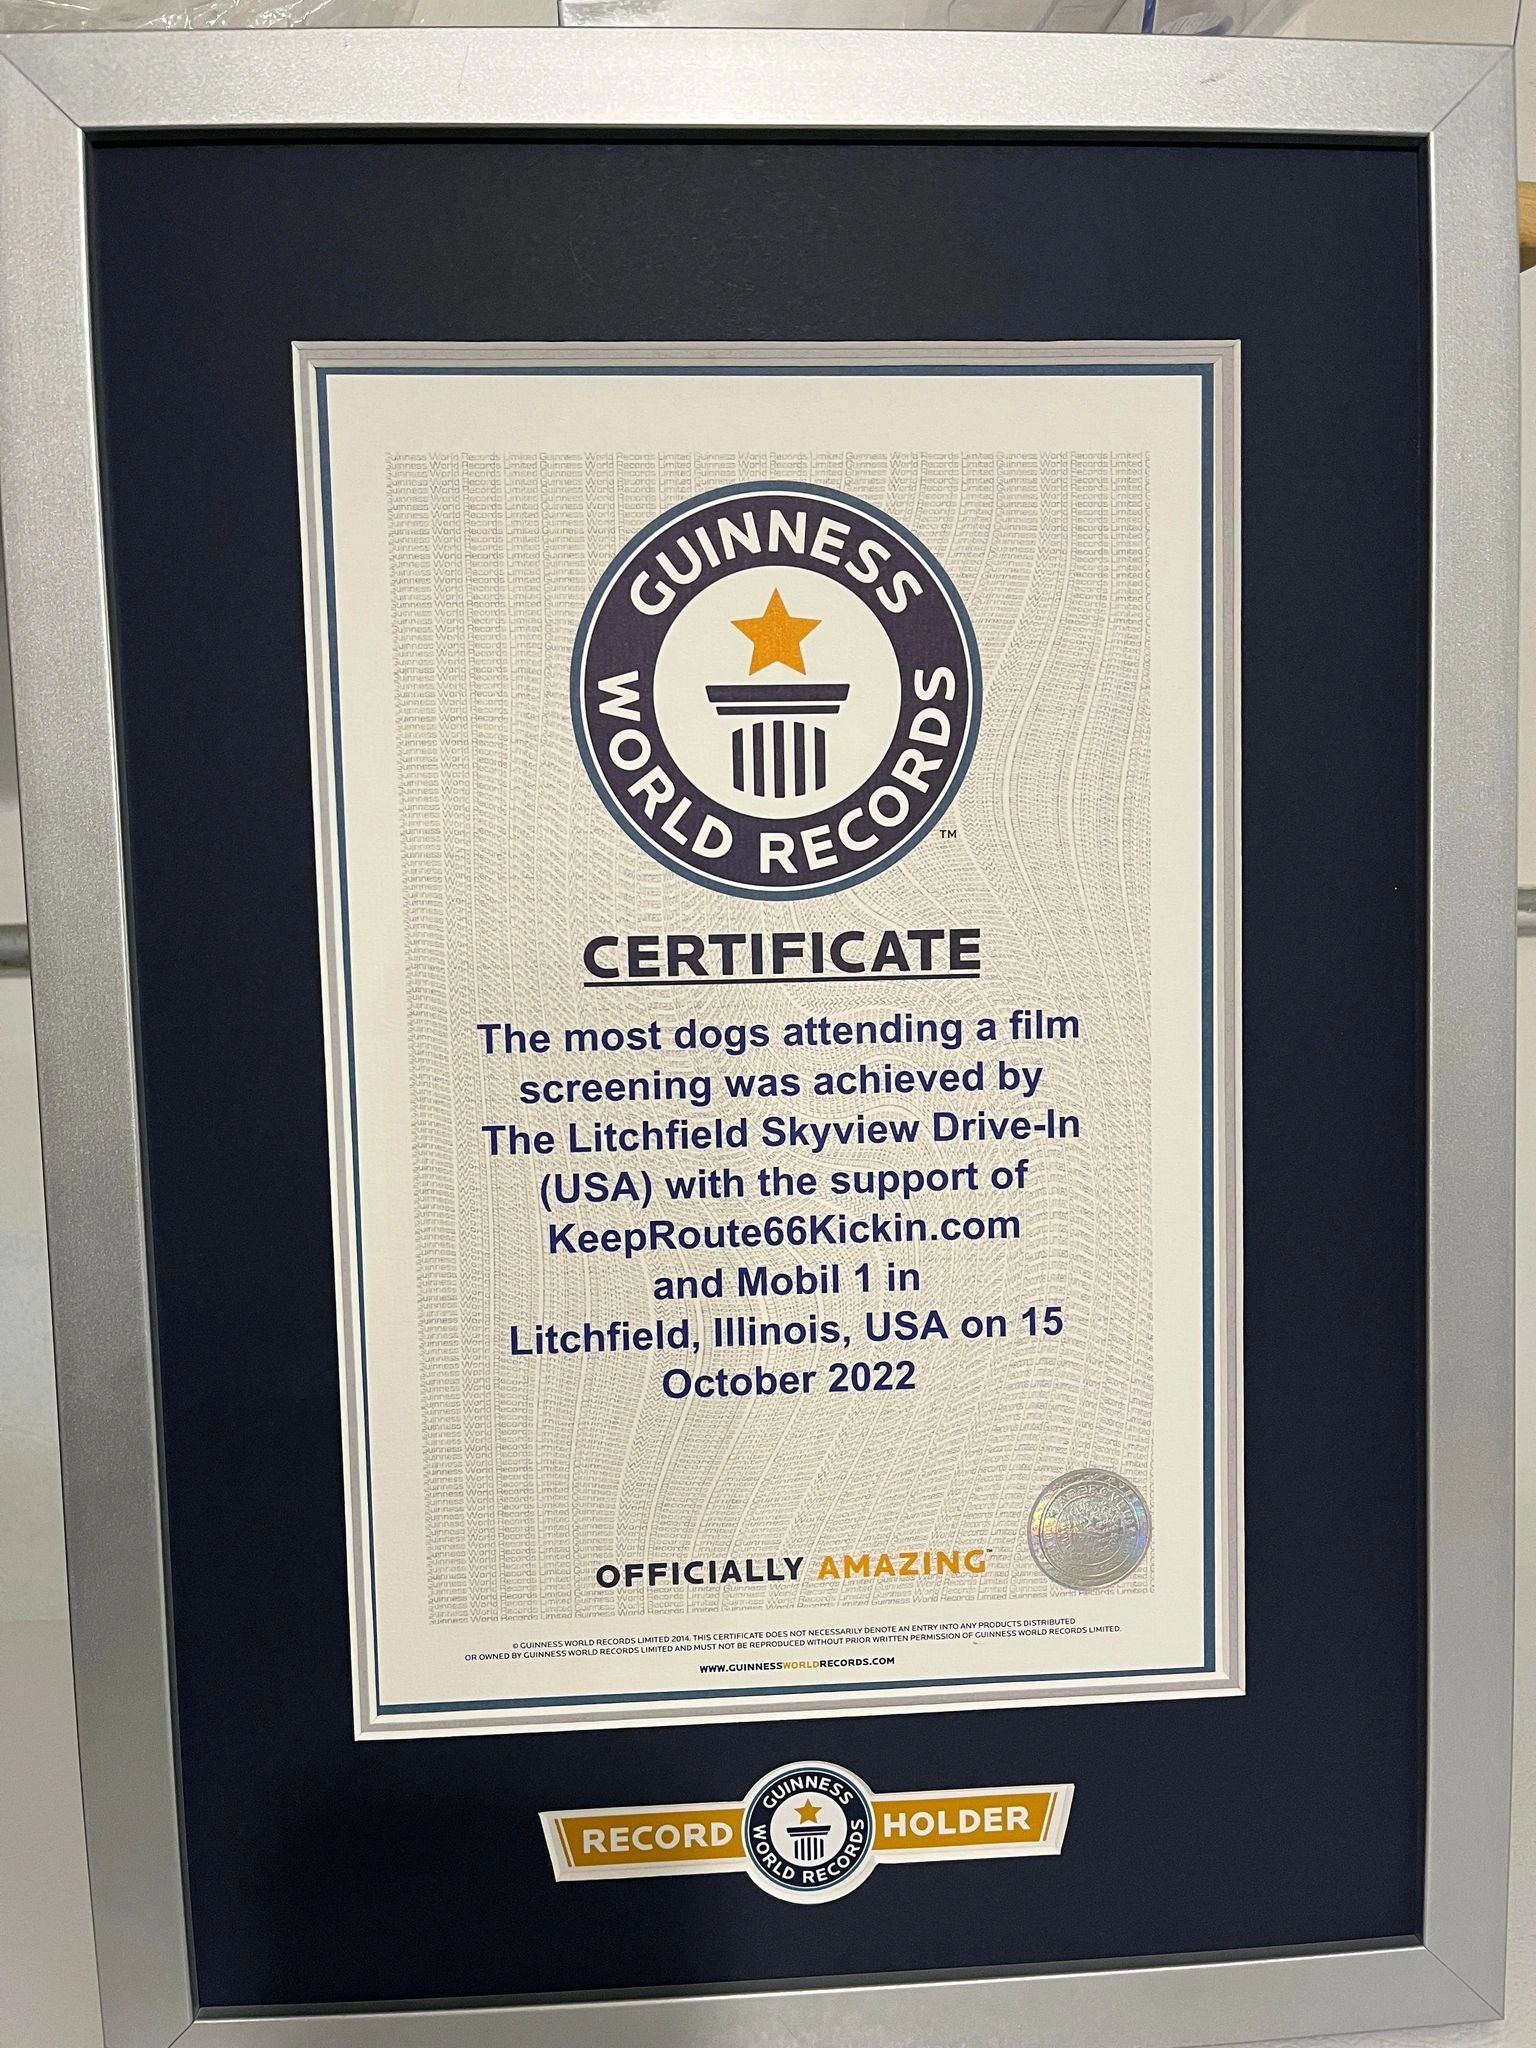 GUINNESS
WORLD RECORDS
TM
CERTIFICATE
The most dogs attending a film
screening was achieved by
The Litchfield Skyview Drive-In
(USA) with the support of
KeepRoute66Kickin.com
and Mobil 1 in
Litchfield, Illinois, USA on 15
October 2022
OFFICIALLY AMAZING™
© GUINNESS WORLD RECORDS LIMITED 2014. THIS CERTIFICATE DOES NOT NECESSARILY DENOTE AN ENTRY INTO ANY PRODUCTS DISTRIBUTED
OR OWNED BY GUINNESS WORLD RECORDS LIMITED AND MUST NOT BE REPRODUCED WITHOUT PRIOR WRITTEN PERMISSION OF GUINNESS WORLD RECORDS LIMITED.
WWW.GUINNESSWORLDRECORDS.COM
RECORD
GUINNESS
WORLD RECORDS
HOLDER